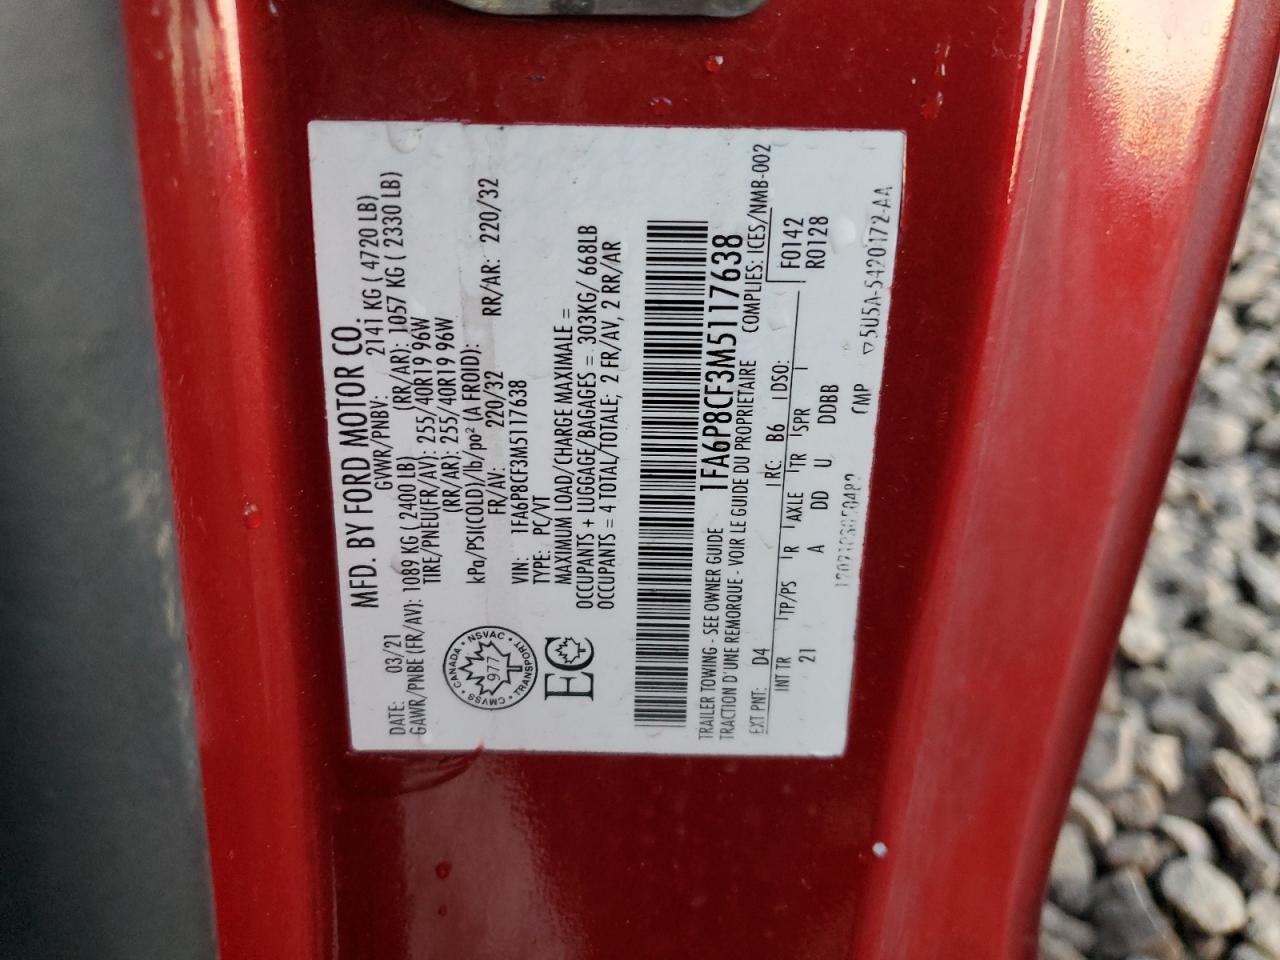 MFD. BY FORD MOTOR CO.
DATE: 03/21 GVWR/PNBV: 2141 KG ( 4720 LB)
GAWR/PNBE (FR/AV): 1089 KG ( 2400 LB) (RR/AR): 1057 KG ( 2330 LB)
TIRE/PNEU(FR/AV): 255/40R19 96W
(RR/AR): 255/40R19 96W
kPa/PSI(COLD)/lb/po² (A FROID):
FR/AV: 220/32 RR/AR: 220/32
VIN: 1FA6P8CF3M5117638
TYPE: PC/VT
MAXIMUM LOAD/CHARGE MAXIMALE =
OCCUPANTS + LUGGAGE/BAGAGES = 303KG/ 668LB
OCCUPANTS = 4 TOTAL/TOTALE; 2 FR/AV, 2 RR/AR
CANADA • NSVAC • TRANSPORT • CMVSS •
977
EC
1FA6P8CF3M5117638
TRAILER TOWING - SEE OWNER GUIDE
TRACTION D'UNE REMORQUE - VOIR LE GUIDE DU PROPRIETAIRE COMPLIES: ICES/NMB-002
EXT PNT: D4 RC: B6 DSO: F0142
INT TR TP/PS R AXLE TR SPR R0128
21 A DD U DDBB
CMP ▽5U5A-5420172-AA